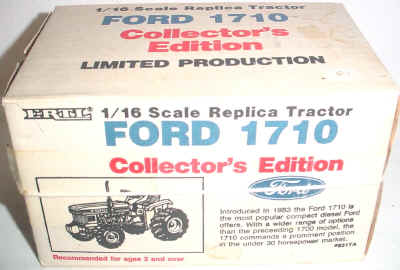 1/16 Scale Replica Tractor
FORD 1710
Collector's
Edition
LIMITED PRODUCTION
ERTL 1/16 Scale Replica Tractor
FORD 1710
Collector's Edition
Ford
Introduced in 1983 the Ford 1710 is
the most popular compact diesel Ford
offers. With a wider range of options
than the preceeding 1700 model, the
1710 commands a prominent position
in the under 30 horsepower market.
Recommended for ages 3 and over